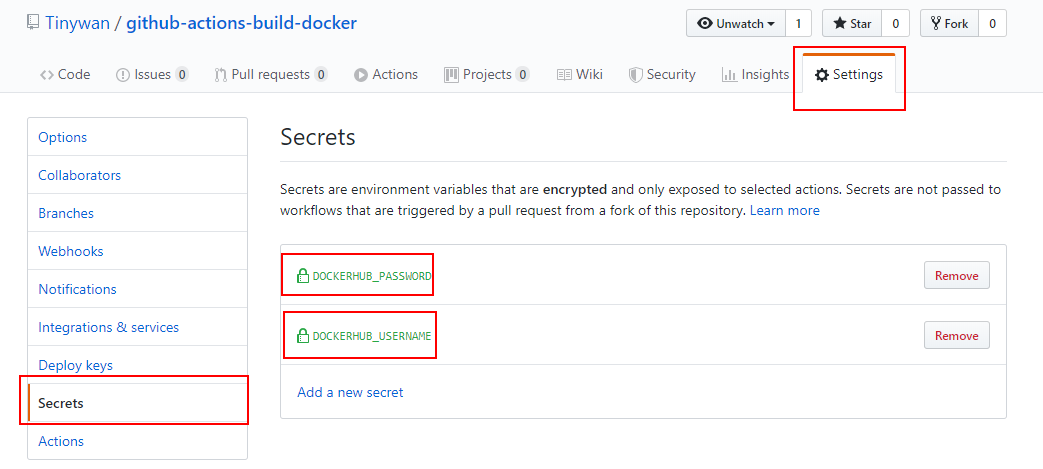 Tinywan / github-actions-build-docker
Unwatch 1 Star 0 Fork 0
Code Issues 0 Pull requests 0 Actions Projects 0 Wiki Security Insights Settings
Options
Collaborators
Branches
Webhooks
Notifications
Integrations & services
Deploy keys
Secrets
Actions
Secrets
Secrets are environment variables that are encrypted and only exposed to selected actions. Secrets are not passed to
workflows that are triggered by a pull request from a fork of this repository. Learn more
DOCKERHUB_PASSWORD Remove
DOCKERHUB_USERNAME Remove
Add a new secret